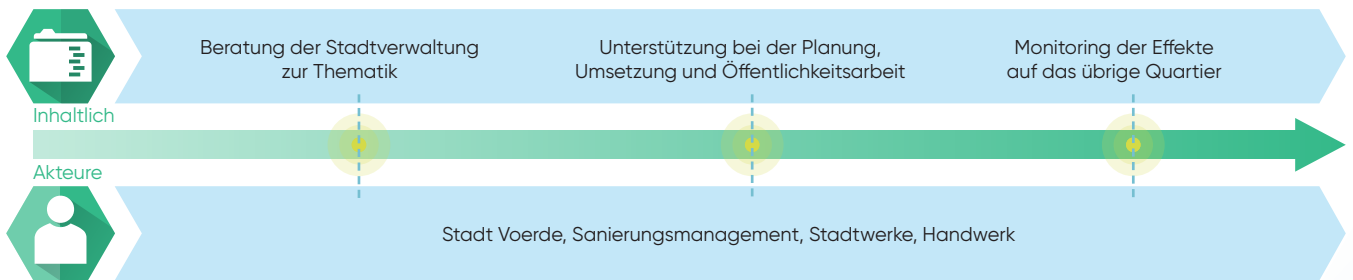 Beratung der Stadtverwaltung
zur Thematik
Unterstützung bei der Planung,
Umsetzung und Öffentlichkeitsarbeit
Monitoring der Effekte
auf das übrige Quartier
Inhaltlich
Akteure
Stadt Voerde, Sanierungsmanagement, Stadtwerke, Handwerk